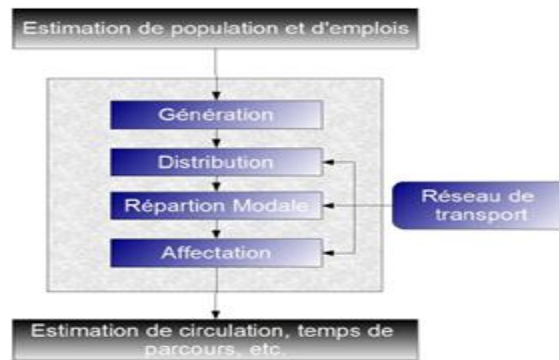 Estimation de population et d'emplois
Génération
Distribution
Répartion Modale
Réseau de
transport
Affectation
Estimation de circulation, temps de
parcours, etc.